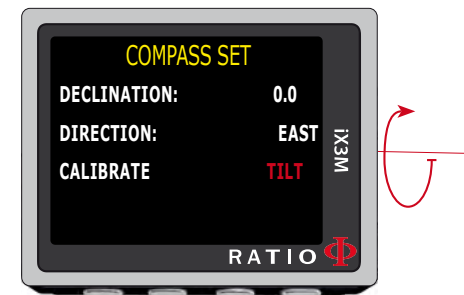 COMPASS SET
DECLINATION: 0.0
DIRECTION: EAST
CALIBRATE TILT
iX3M
RATIO